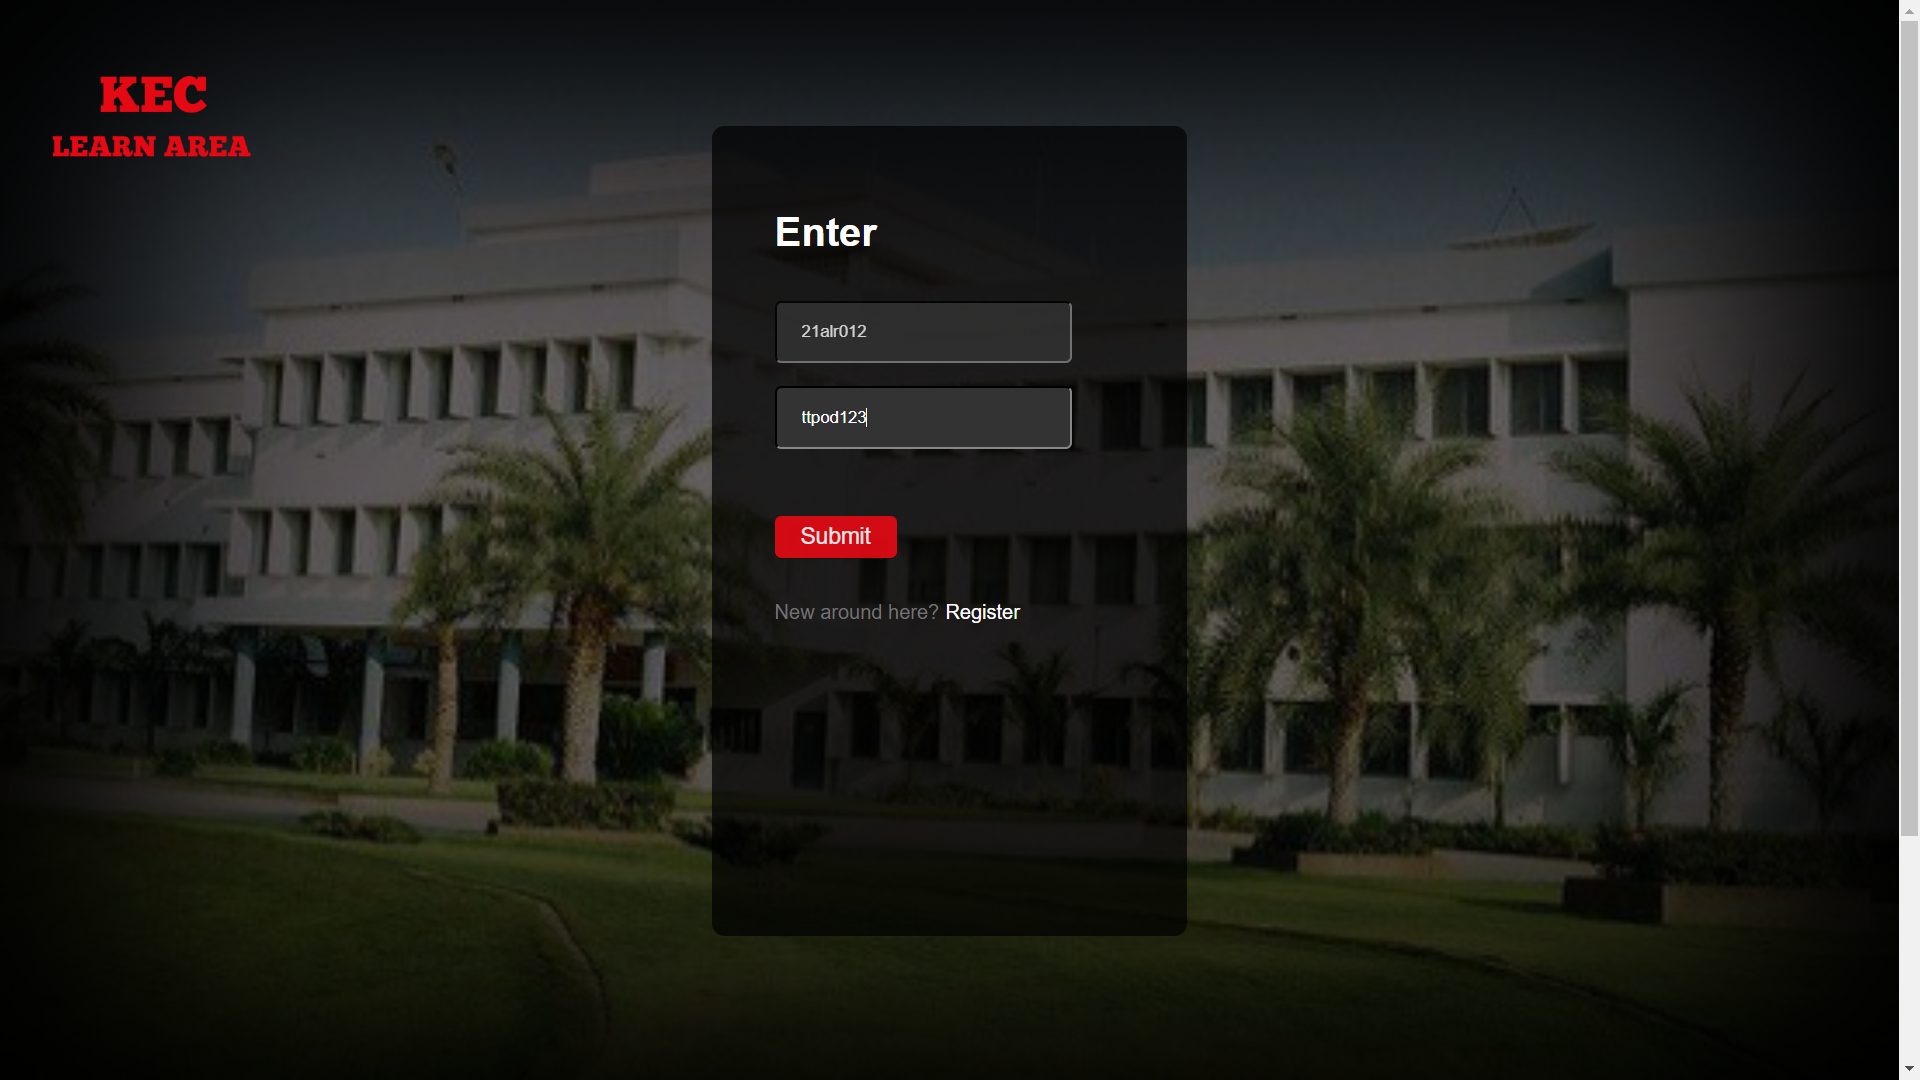 KEC
LEARN AREA
Enter
21alr012
ttpod123
Submit
New around here? Register